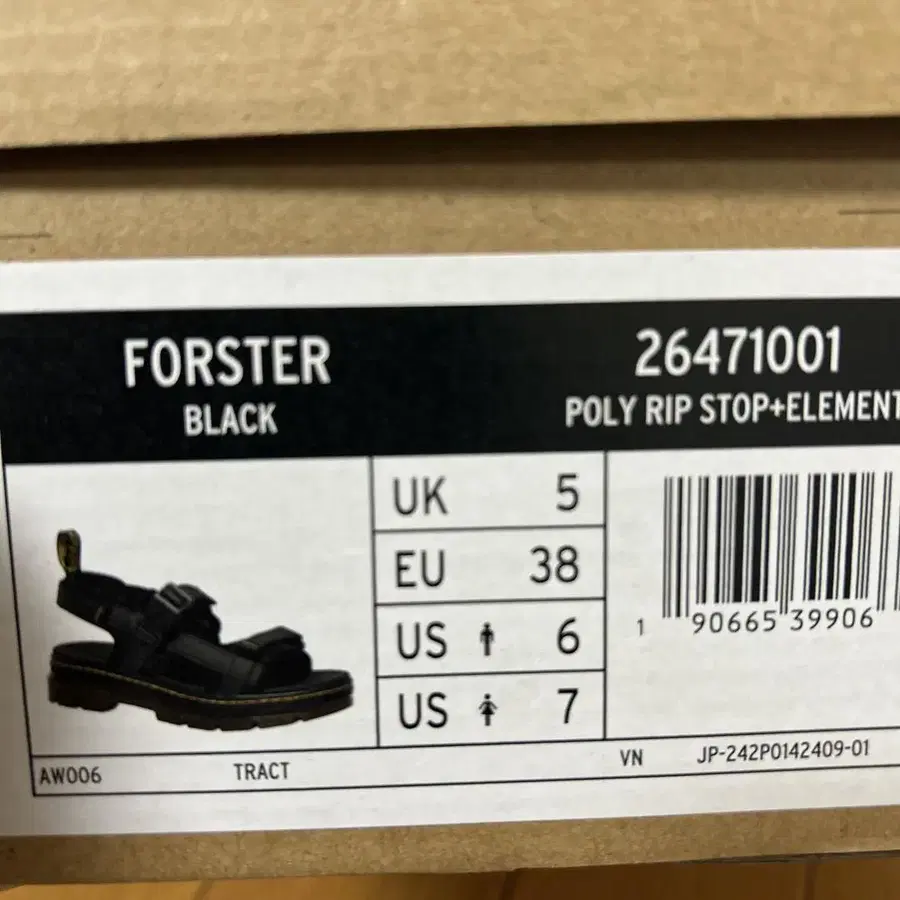 FORSTER
BLACK
26471001
POLY RIP STOP+ELEMENT
UK 5
EU 38
US 6
US 7
1 90665 39906
AW006 TRACT VN JP-242P0142409-01